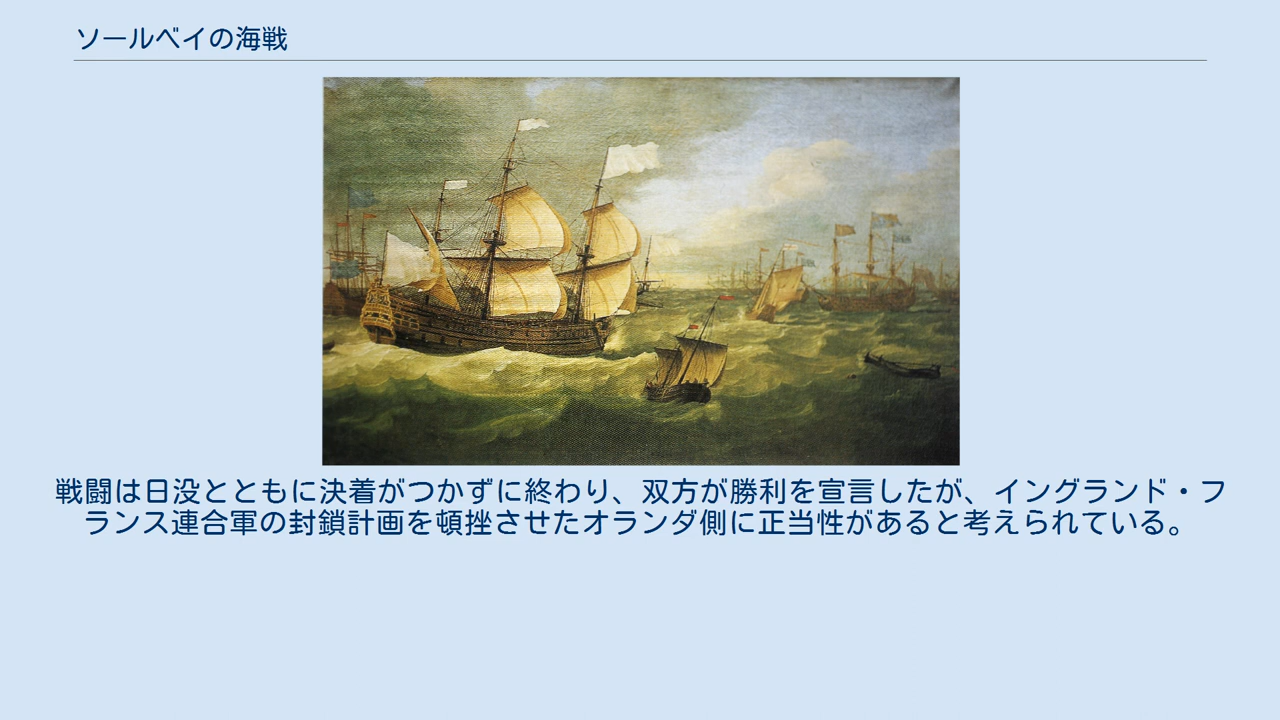 ソールベイの海戦
戦闘は日没とともに決着がつかずに終わり、双方が勝利を宣言したが、イングランド・フ
ランス連合軍の封鎖計画を頓挫させたオランダ側に正当性があると考えられている。